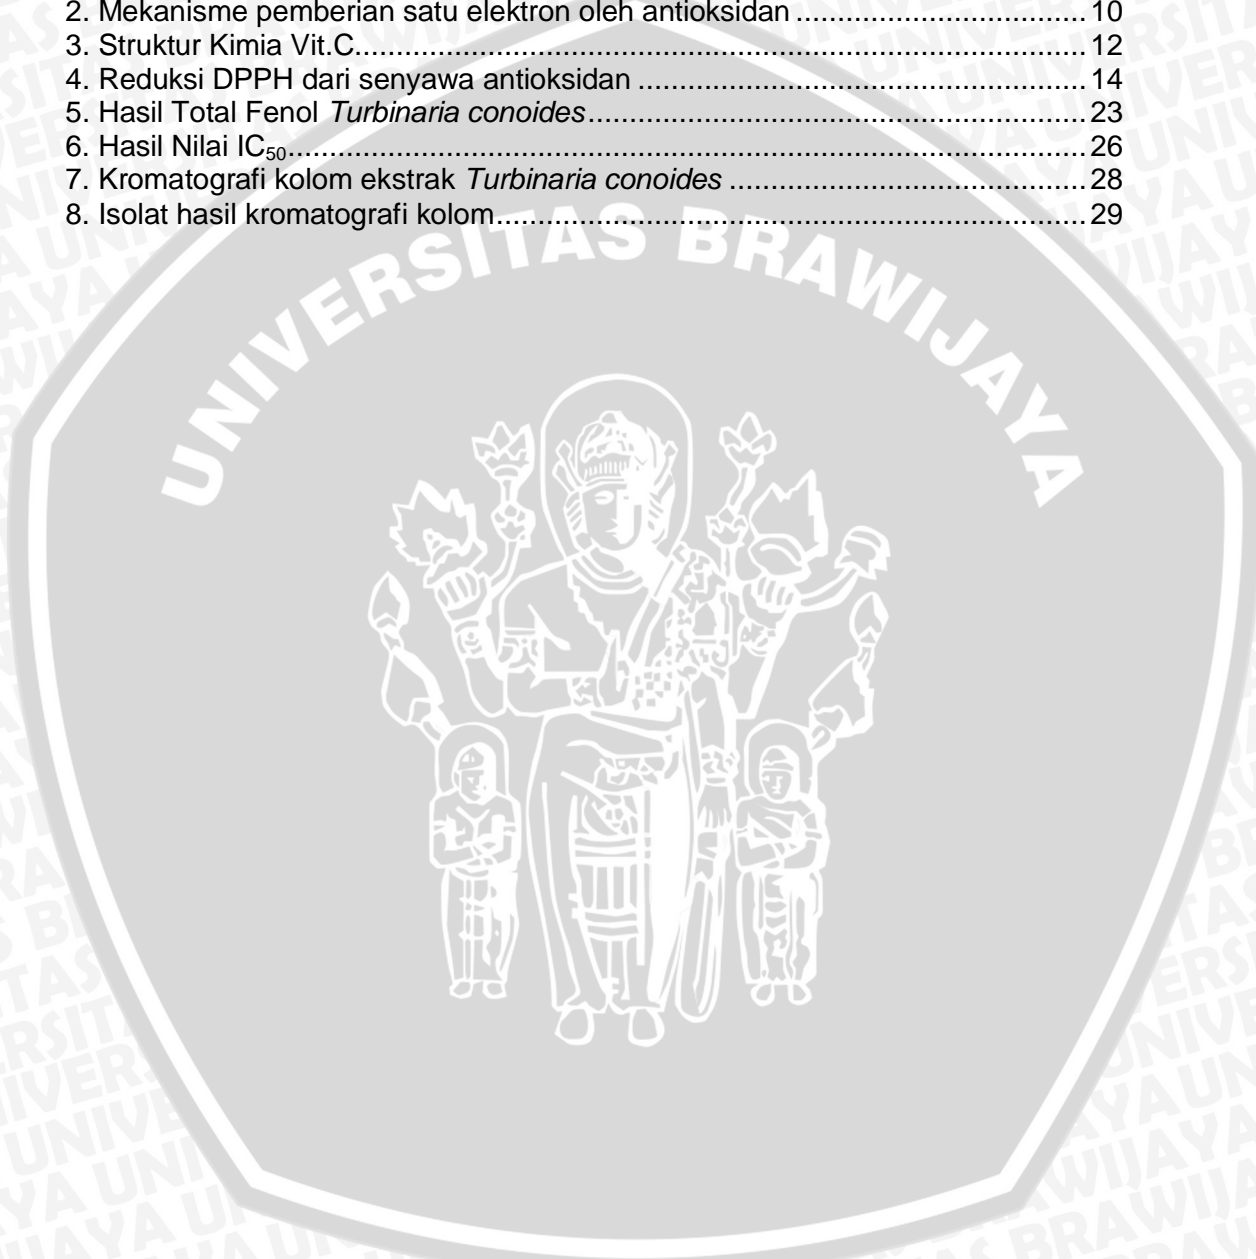 2. Mekanisme pemberian satu elektron oleh antioksidan .................................... 10
3. Struktur Kimia Vit.C........................................................................................... 12
4. Reduksi DPPH dari senyawa antioksidan ........................................................ 14
5. Hasil Total Fenol Turbinaria conoides.............................................................. 23
6. Hasil Nilai IC50................................................................................................... 26
7. Kromatografi kolom ekstrak Turbinaria conoides ............................................. 28
8. Isolat hasil kromatografi kolom.......................................................................... 29
UNIVERSITAS BRAWIJAYA